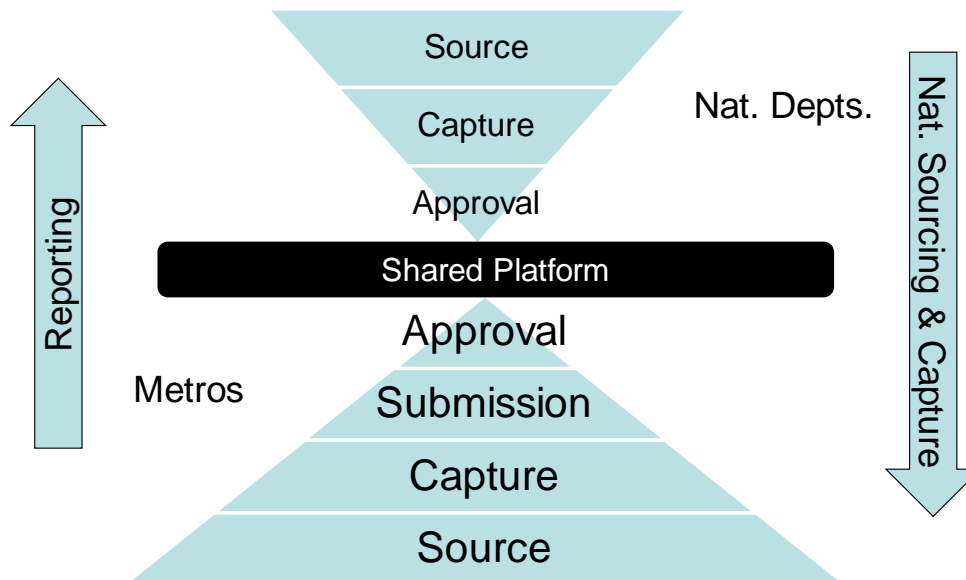 Source
Capture
Nat. Depts.
Approval
Shared Platform
Reporting
Nat. Sourcing & Capture
Approval
Metros
Submission
Capture
Source